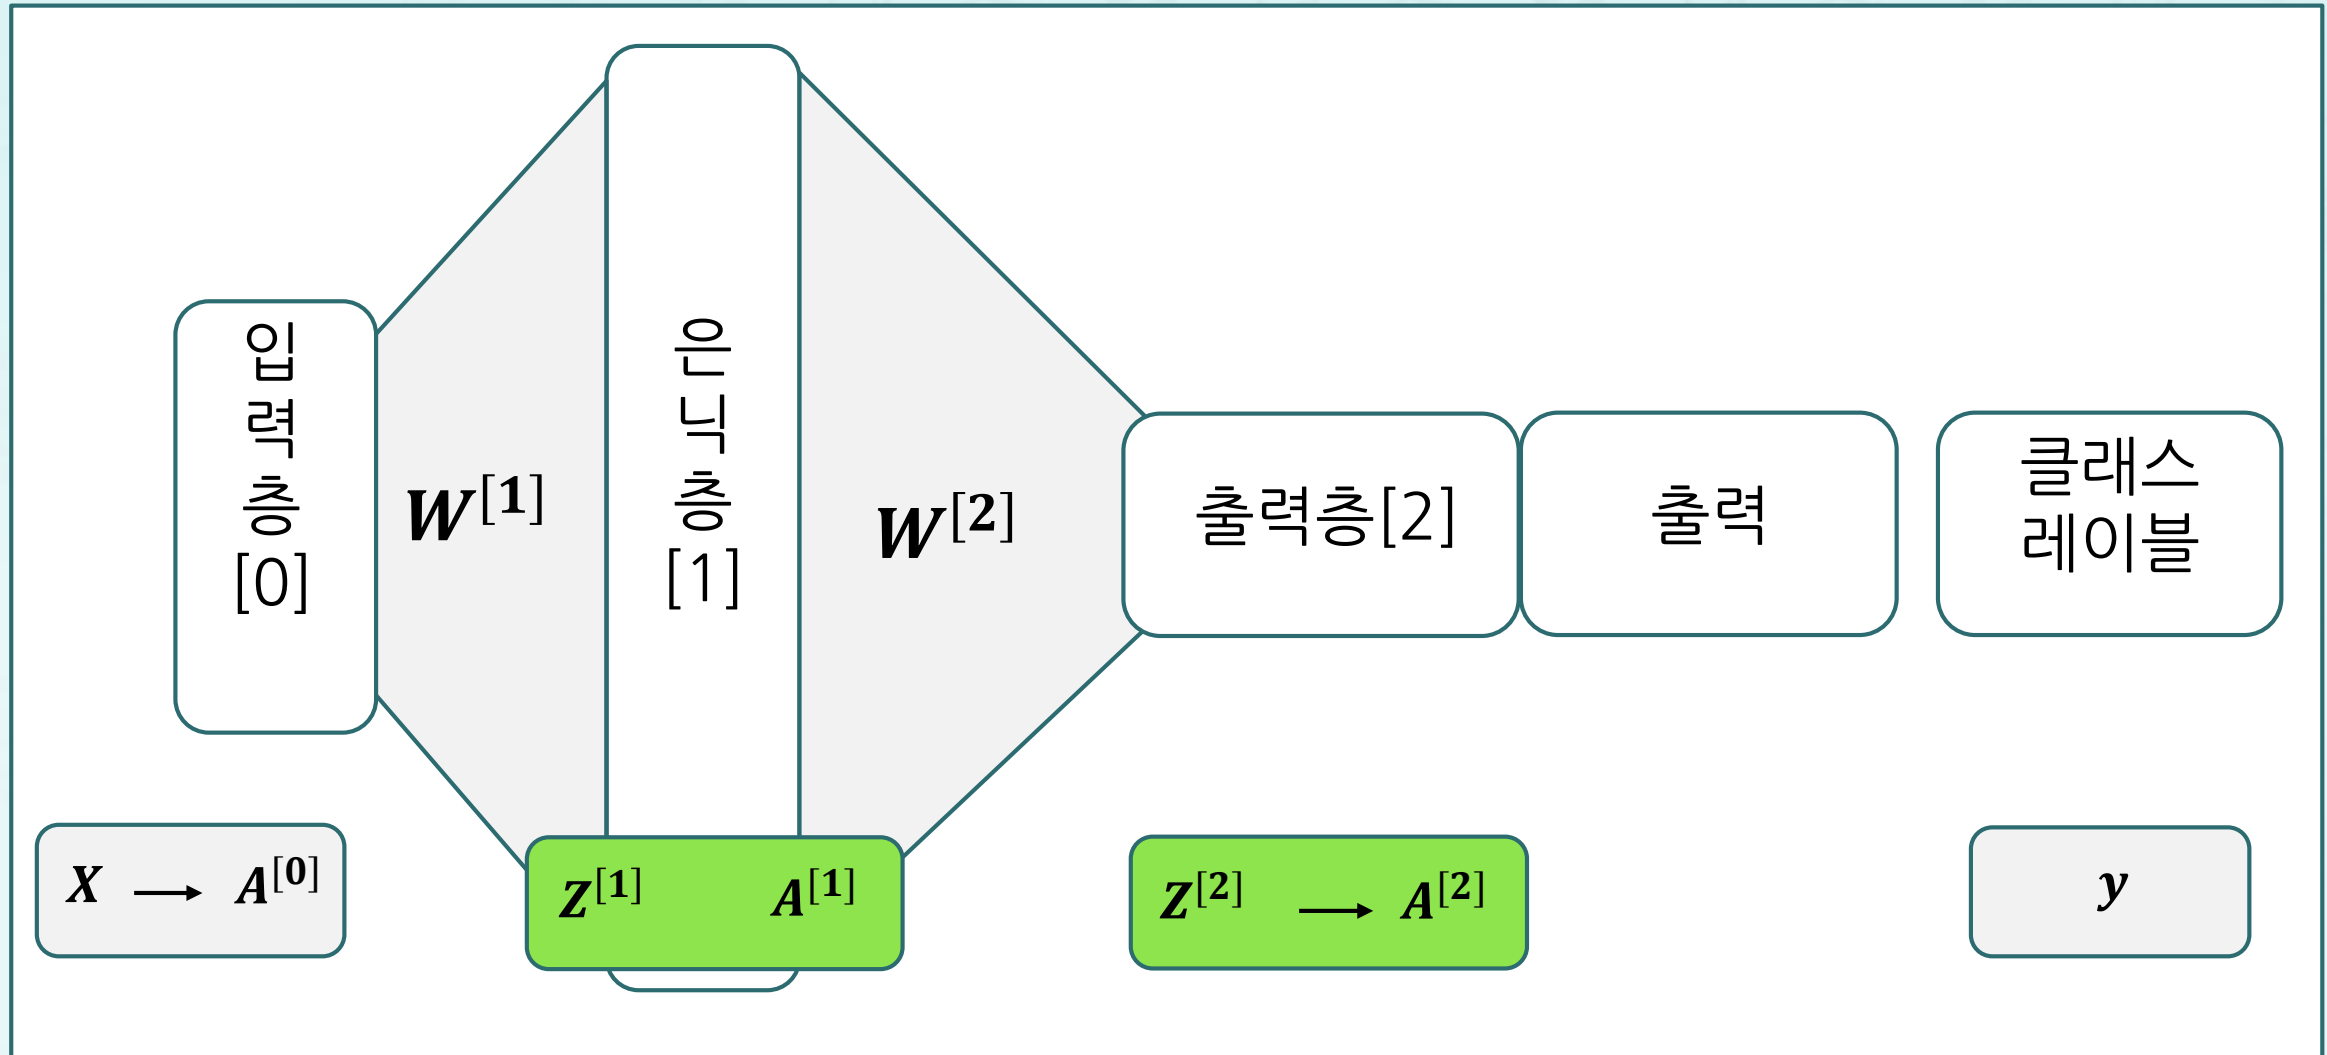 입
력
층
[0]
W^[1]
은
닉
층
[1]
W^[2]
출력층[2]
출력
클래스
레이블
X → A^[0]
Z^[1] A^[1]
Z^[2] → A^[2]
y